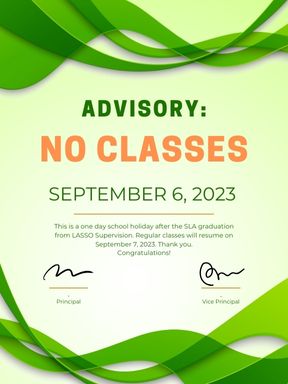 ADVISORY:
NO CLASSES
SEPTEMBER 6, 2023
This is a one day school holiday after the SLA graduation
from LASSO Supervision. Regular classes will resume on
September 7, 2023. Thank you.
Congratulations!
Principal
Vice Principal